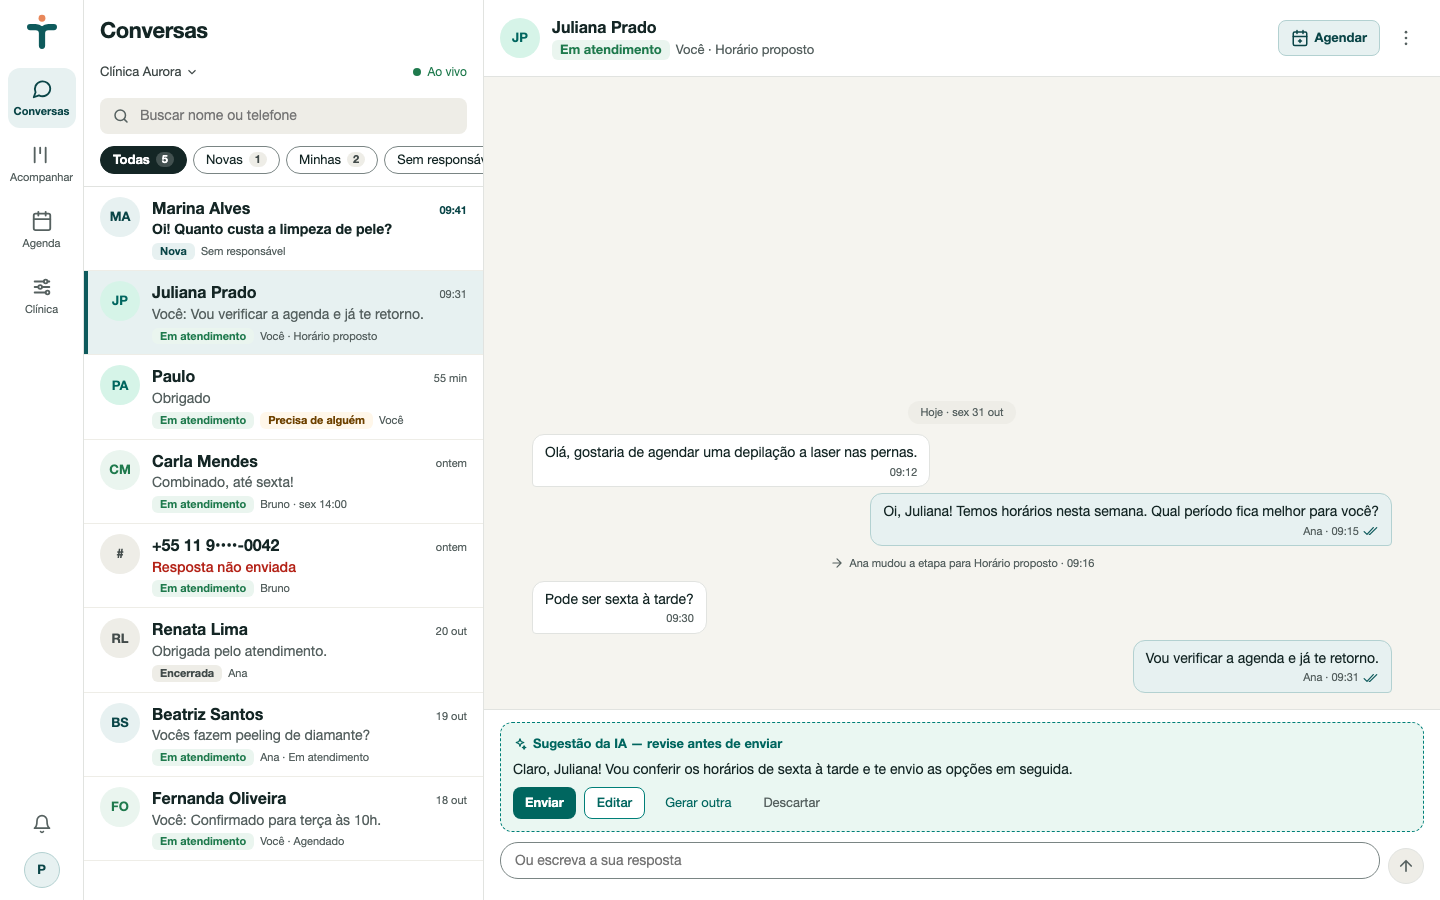 Conversas
Acompanhar
Agenda
Clínica
P
Conversas
Clínica Aurora
Ao vivo
Buscar nome ou telefone
Todas 5
Novas 1
Minhas 2
Sem responsáv
MA
Marina Alves
09:41
Oi! Quanto custa a limpeza de pele?
Nova
Sem responsável
JP
Juliana Prado
09:31
Você: Vou verificar a agenda e já te retorno.
Em atendimento
Você · Horário proposto
PA
Paulo
55 min
Obrigado
Em atendimento
Precisa de alguém
Você
CM
Carla Mendes
ontem
Combinado, até sexta!
Em atendimento
Bruno · sex 14:00
#
+55 11 9••••-0042
ontem
Resposta não enviada
Em atendimento
Bruno
RL
Renata Lima
20 out
Obrigada pelo atendimento.
Encerrada
Ana
BS
Beatriz Santos
19 out
Vocês fazem peeling de diamante?
Em atendimento
Ana · Em atendimento
FO
Fernanda Oliveira
18 out
Você: Confirmado para terça às 10h.
Em atendimento
Você · Agendado
JP
Juliana Prado
Em atendimento
Você · Horário proposto
Agendar
Hoje · sex 31 out
Olá, gostaria de agendar uma depilação a laser nas pernas.
09:12
Oi, Juliana! Temos horários nesta semana. Qual período fica melhor para você?
Ana · 09:15
Ana mudou a etapa para Horário proposto · 09:16
Pode ser sexta à tarde?
09:30
Vou verificar a agenda e já te retorno.
Ana · 09:31
Sugestão da IA — revise antes de enviar
Claro, Juliana! Vou conferir os horários de sexta à tarde e te envio as opções em seguida.
Enviar
Editar
Gerar outra
Descartar
Ou escreva a sua resposta